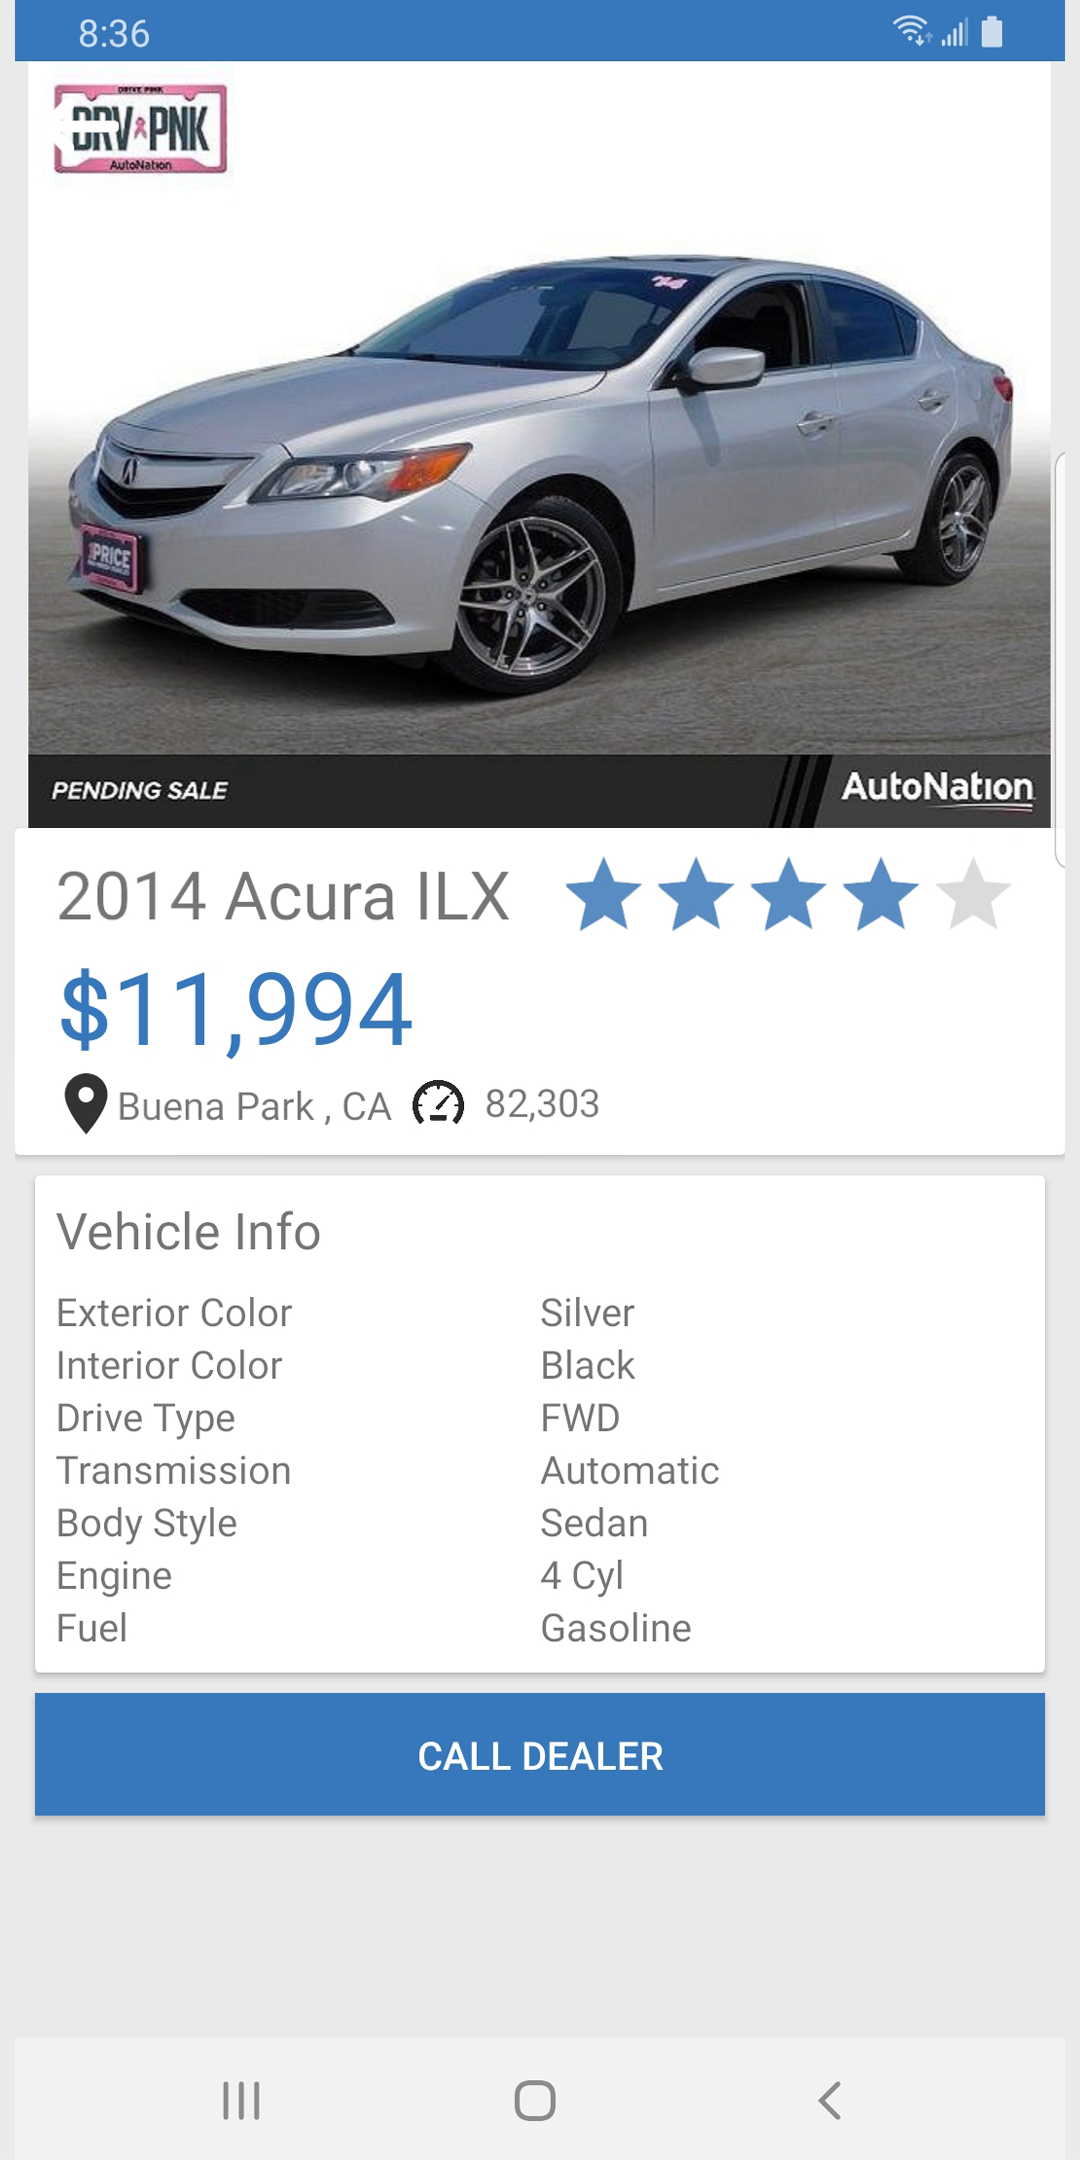 8:36
DRIVE PINK
DRV PNK
AutoNation
'14
1PRICE
PENDING SALE
AutoNation
2014 Acura ILX
$11,994
Buena Park , CA
82,303
Vehicle Info
Exterior Color Silver
Interior Color Black
Drive Type FWD
Transmission Automatic
Body Style Sedan
Engine 4 Cyl
Fuel Gasoline
CALL DEALER